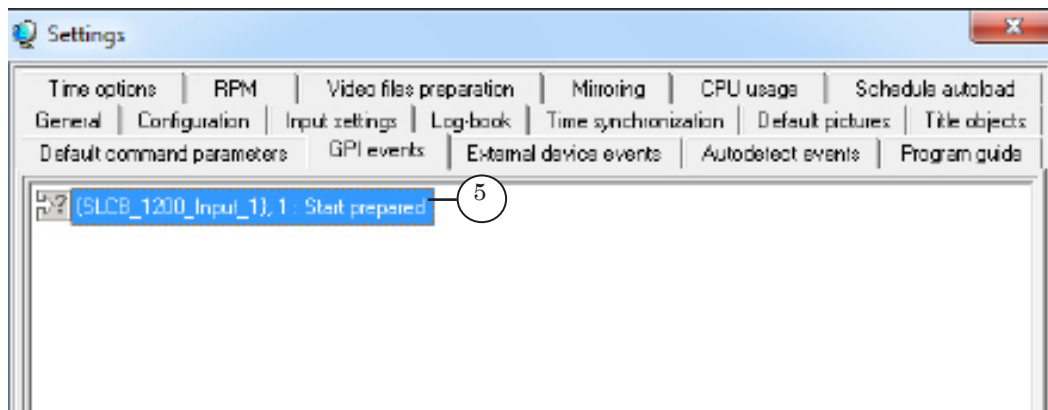 Settings
Time options RPM Video files preparation Mirroring CPU usage Schedule autoload
General Configuration Input settings Log-book Time synchronization Default pictures Title objects
Default command parameters GPI events External device events Autodetect events Program guide
{SLCB_1200_Input_1}, 1 : Start prepared 5